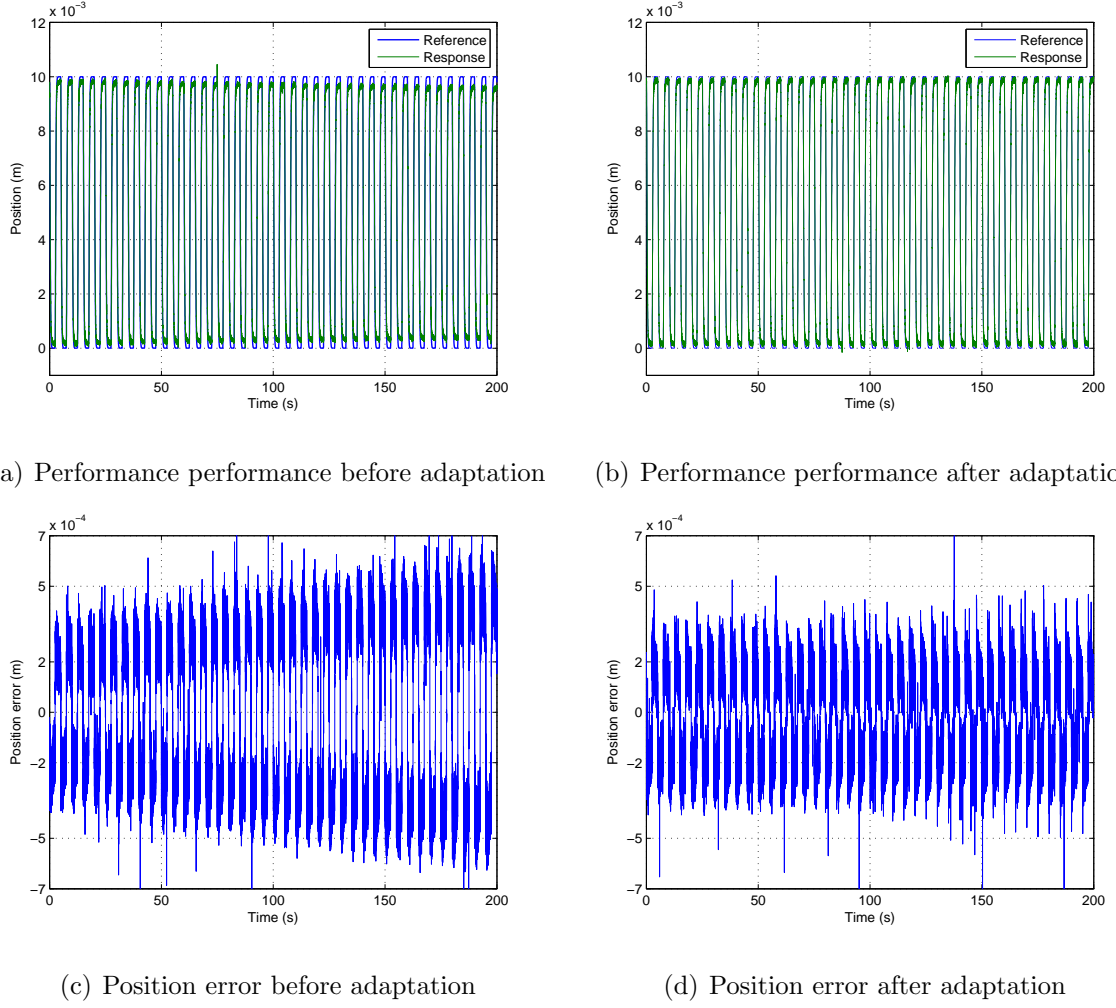 x 10⁻³
12
10
8
6
4
2
0
0 50 100 150 200
Position (m)
Time (s)
Reference
Response
x 10⁻³
12
10
8
6
4
2
0
0 50 100 150 200
Position (m)
Time (s)
Reference
Response
a) Performance performance before adaptation
(b) Performance performance after adaptatio
x 10⁻⁴
7
5
2
0
−2
−5
−7
0 50 100 150 200
Position error (m)
Time (s)
x 10⁻⁴
7
5
2
0
−2
−5
−7
0 50 100 150 200
Position error (m)
Time (s)
(c) Position error before adaptation
(d) Position error after adaptation